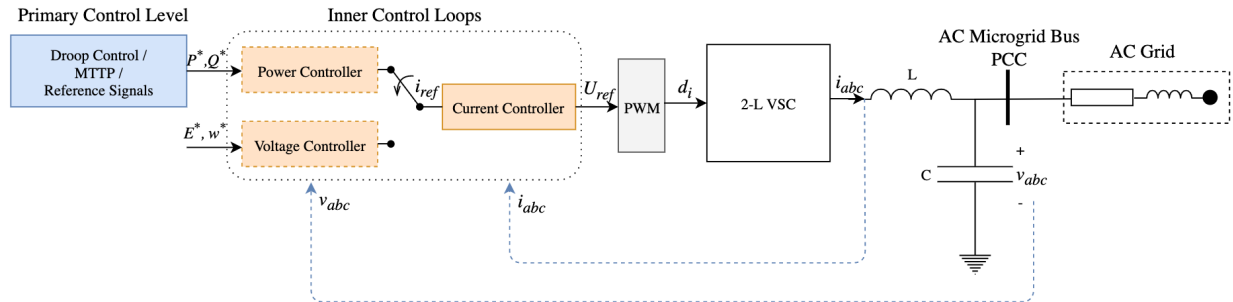 Primary Control Level
Inner Control Loops
Droop Control /
MTTP /
Reference Signals
P*,Q*
E*, w*
Power Controller
Voltage Controller
i_ref
Current Controller
U_ref
PWM
d_i
2-L VSC
i_abc
L
AC Microgrid Bus
PCC
AC Grid
C
+
v_abc
-
v_abc
i_abc